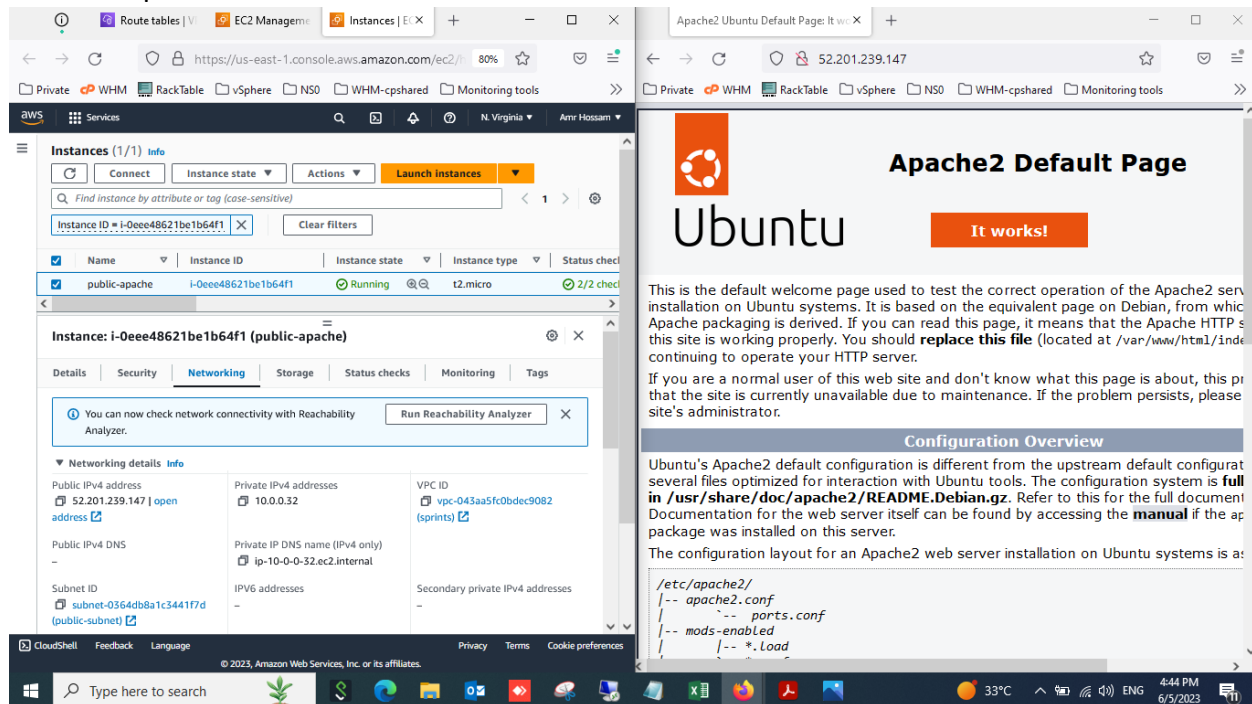 Route tables | V
EC2 Manageme
Instances | EC
https://us-east-1.console.aws.amazon.com/ec2/h
80%
Private
WHM
RackTable
vSphere
NS0
WHM-cpshared
Monitoring tools
aws
Services
N. Virginia ▼
Amr Hossam ▼
Instances (1/1) Info
Connect
Instance state ▼
Actions ▼
Launch instances ▼
Find instance by attribute or tag (case-sensitive)
1
Instance ID = i-0eee48621be1b64f1
Clear filters
Name
Instance ID
Instance state
Instance type
Status chec
public-apache
i-0eee48621be1b64f1
Running
t2.micro
2/2 chec
Instance: i-0eee48621be1b64f1 (public-apache)
Details
Security
Networking
Storage
Status checks
Monitoring
Tags
You can now check network connectivity with Reachability
Analyzer.
Run Reachability Analyzer
▼ Networking details Info
Public IPv4 address
52.201.239.147 | open
address
Private IPv4 addresses
10.0.0.32
VPC ID
vpc-043aa5fc0bdec9082
(sprints)
Public IPv4 DNS
–
Private IP DNS name (IPv4 only)
ip-10-0-0-32.ec2.internal
Subnet ID
subnet-0364db8a1c3441f7d
(public-subnet)
IPV6 addresses
–
Secondary private IPv4 addresses
–
CloudShell
Feedback
Language
Privacy
Terms
Cookie preferences
© 2023, Amazon Web Services, Inc. or its affiliates.
Apache2 Ubuntu Default Page: It wo
52.201.239.147
Private
WHM
RackTable
vSphere
NS0
WHM-cpshared
Monitoring tools
Ubuntu
Apache2 Default Page
It works!
This is the default welcome page used to test the correct operation of the Apache2 serv
installation on Ubuntu systems. It is based on the equivalent page on Debian, from whic
Apache packaging is derived. If you can read this page, it means that the Apache HTTP s
this site is working properly. You should replace this file (located at /var/www/html/inde
continuing to operate your HTTP server.
If you are a normal user of this web site and don't know what this page is about, this pr
that the site is currently unavailable due to maintenance. If the problem persists, please
site's administrator.
Configuration Overview
Ubuntu's Apache2 default configuration is different from the upstream default configurat
several files optimized for interaction with Ubuntu tools. The configuration system is full
in /usr/share/doc/apache2/README.Debian.gz. Refer to this for the full document
Documentation for the web server itself can be found by accessing the manual if the ap
package was installed on this server.
The configuration layout for an Apache2 web server installation on Ubuntu systems is as
/etc/apache2/
|-- apache2.conf
|       `--  ports.conf
|-- mods-enabled
|       |-- *.load
Type here to search
33°C
ENG
4:44 PM
6/5/2023